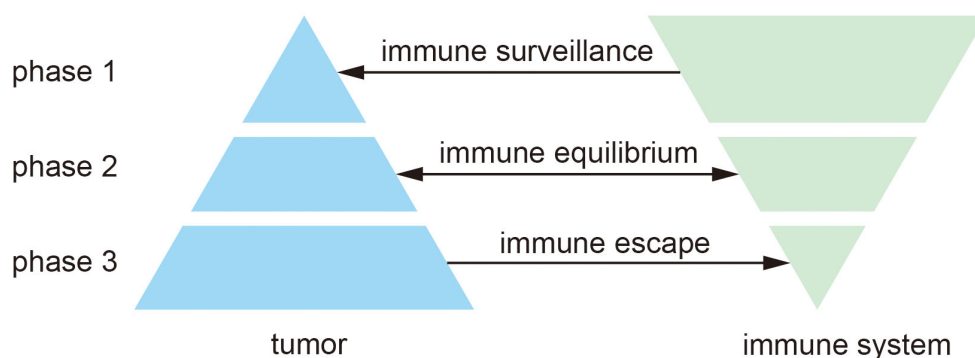 immune surveillance
phase 1
immune equilibrium
phase 2
immune escape
phase 3
tumor
immune system